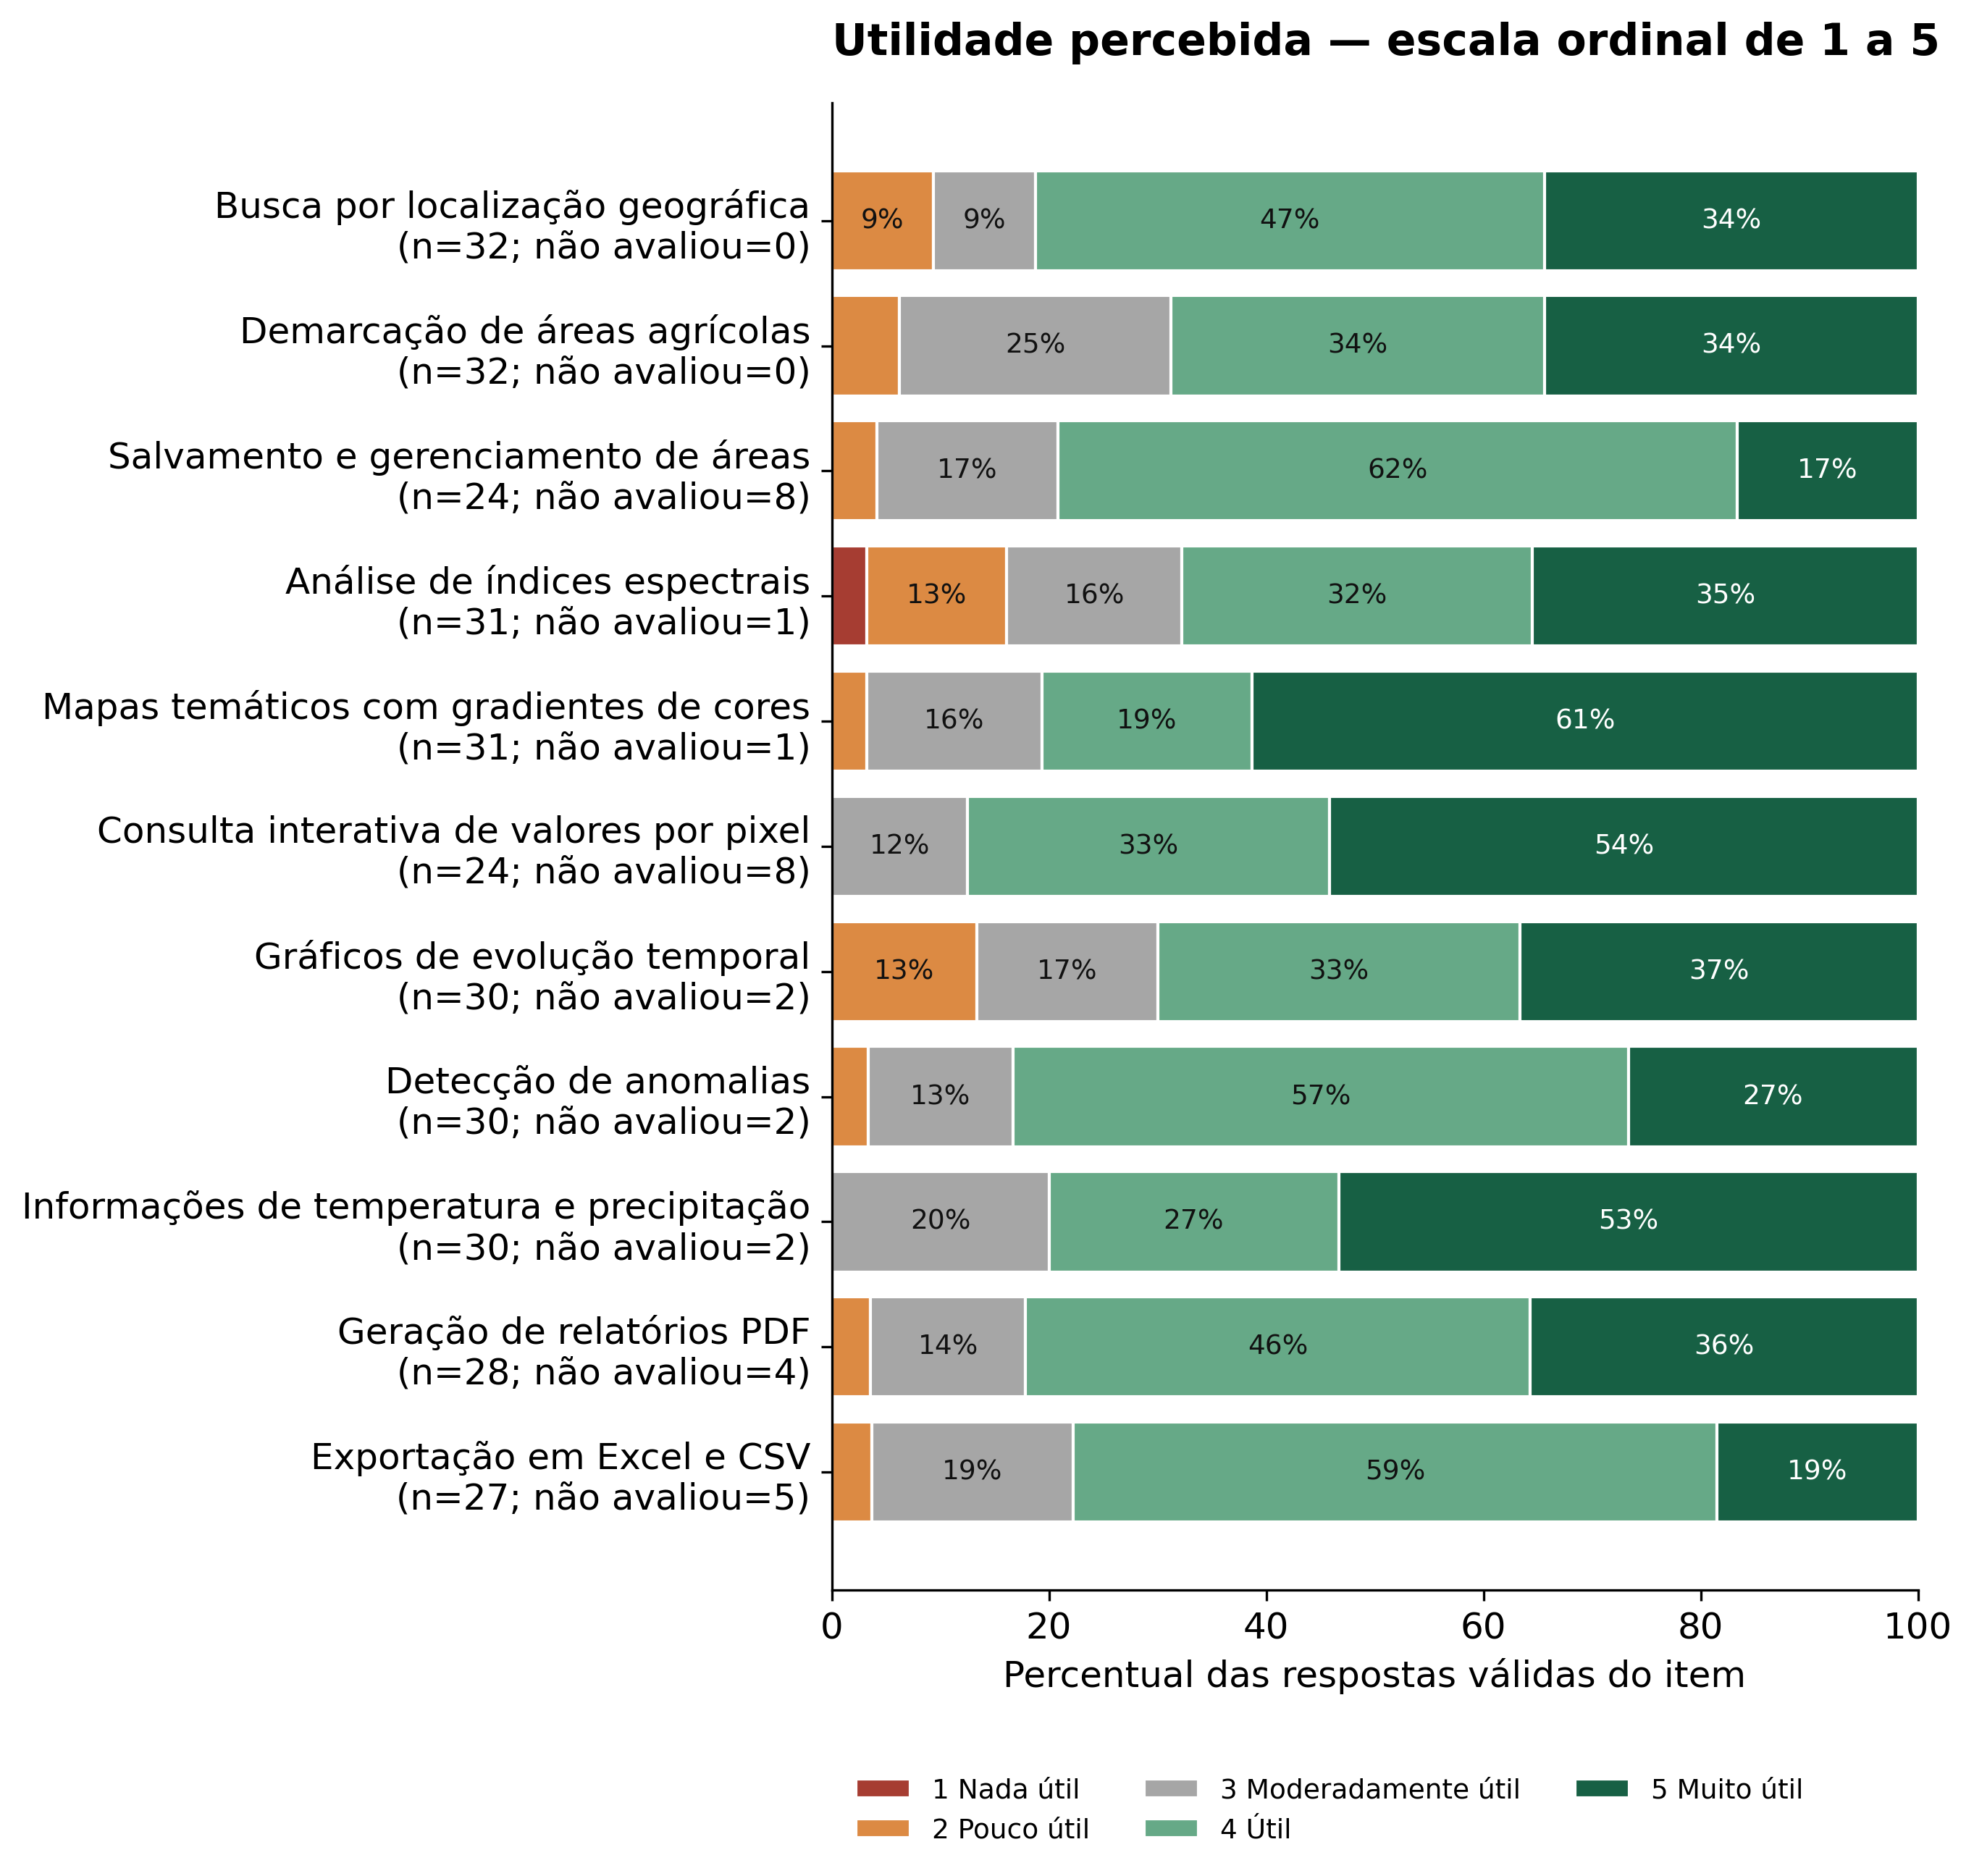 Utilidade percebida — escala ordinal de 1 a 5
Busca por localização geográfica
(n=32; não avaliou=0)
9% 9% 47% 34%
Demarcação de áreas agrícolas
(n=32; não avaliou=0)
25% 34% 34%
Salvamento e gerenciamento de áreas
(n=24; não avaliou=8)
17% 62% 17%
Análise de índices espectrais
(n=31; não avaliou=1)
13% 16% 32% 35%
Mapas temáticos com gradientes de cores
(n=31; não avaliou=1)
16% 19% 61%
Consulta interativa de valores por pixel
(n=24; não avaliou=8)
12% 33% 54%
Gráficos de evolução temporal
(n=30; não avaliou=2)
13% 17% 33% 37%
Detecção de anomalias
(n=30; não avaliou=2)
13% 57% 27%
Informações de temperatura e precipitação
(n=30; não avaliou=2)
20% 27% 53%
Geração de relatórios PDF
(n=28; não avaliou=4)
14% 46% 36%
Exportação em Excel e CSV
(n=27; não avaliou=5)
19% 59% 19%
0 20 40 60 80 100
Percentual das respostas válidas do item
1 Nada útil 3 Moderadamente útil 5 Muito útil
2 Pouco útil 4 Útil